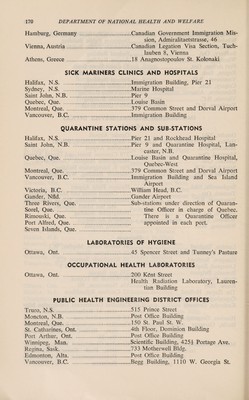 170 DEPARTMENT OF NATIONAL HEALTH AND WELFARE
Hamburg, Germany Canadian Government Immigration Mission, Admiralitatstrasse, 46
Vienna, Austria Canadian Legation Visa Section, Tuchlauben 8, Vienna
Athens, Greece 18 Anagnostopoulov St. Kolonaki
SICK MARINERS CLINICS AND HOSPITALS
Halifax, N.S. Immigration Building, Pier 21
Sydney, N.S. Marine Hospital
Saint John, N.B. Pier 9
Quebec, Que. Louise Basin
Montreal, Que. 379 Common Street and Dorval Airport
Vancouver, B.C. Immigration Building
QUARANTINE STATIONS AND SUB-STATIONS
Halifax, N.S. Pier 21 and Rockhead Hospital
Saint John, N.B. Pier 9 and Quarantine Hospital, Lancaster, N.B.
Quebec, Que. Louise Basin and Quarantine Hospital, Quebec-West
Montreal, Que. 379 Common Street and Dorval Airport
Vancouver, B.C. Immigration Building and Sea Island Airport
Victoria, B.C. William Head, B.C.
Gander, Nfld. Gander Airport
Three Rivers, Que. Sub-stations under direction of Quarantine
Sorel, Que. Officer in charge of Quebec.
Rimouski, Que. There is a Quarantine Officer
Port Alfred, Que. appointed in each port.
Seven Islands, Que.
LABORATORIES OF HYGIENE
Ottawa, Ont. 45 Spencer Street and Tunney's Pasture
OCCUPATIONAL HEALTH LABORATORIES
Ottawa, Ont. 200 Kent Street
Health Radiation Laboratory, Laurentian Building
PUBLIC HEALTH ENGINEERING DISTRICT OFFICES
Truro, N.S. 515 Prince Street
Moncton, N.B. Post Office Building
Montreal, Que. 150 St. Paul St. W.
St. Catharines, Ont. 4th Floor, Dominion Building
Port Arthur, Ont. Post Office Building
Winnipeg, Man. Scientific Building, 425½ Portage Ave.
Regina, Sask. 735 Motherwell Bldg.
Edmonton, Alta. Post Office Building
Vancouver, B.C. Begg Building, 1110 W. Georgia St.